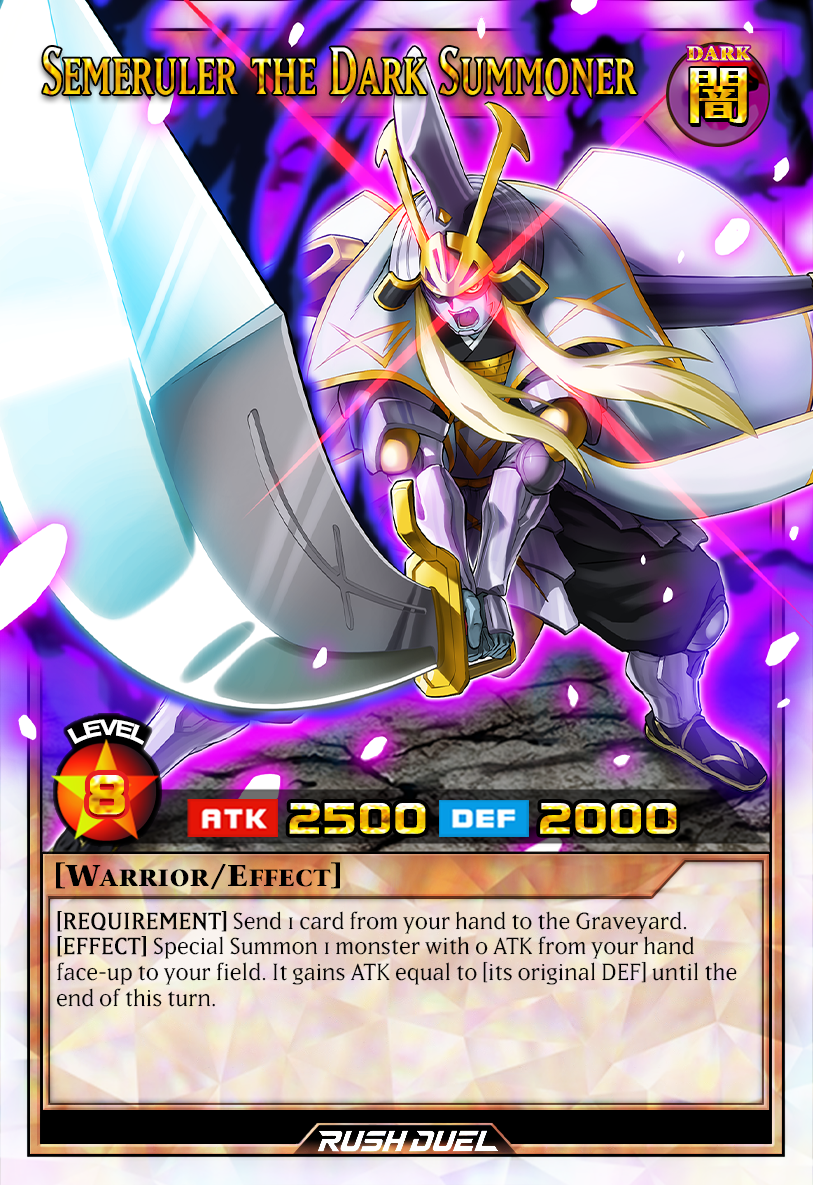 Semeruler the Dark Summoner
DARK
闇
LEVEL
8
ATK 2500 DEF 2000
[Warrior/Effect]
[REQUIREMENT] Send 1 card from your hand to the Graveyard.
[EFFECT] Special Summon 1 monster with 0 ATK from your hand
face-up to your field. It gains ATK equal to [its original DEF] until the
end of this turn.
RUSH DUEL